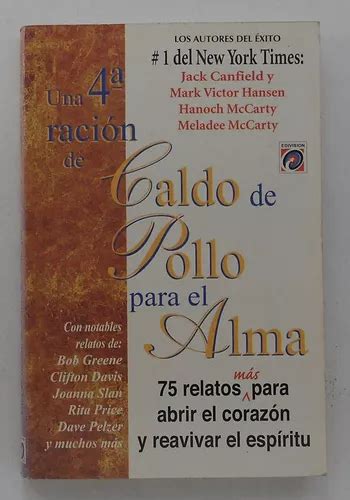 LOS AUTORES DEL ÉXITO
#1 del New York Times:
Jack Canfield y
Mark Victor Hansen
Hanoch McCarty
Meladee McCarty
EDIVISION
Una 4ª
ración
de
Caldo de
Pollo
para el
Alma
Con notables
relatos de:
Bob Greene
Clifton Davis
Joanna Slan
Rita Price
Dave Pelzer
y muchos más
más
75 relatos para
abrir el corazón
y reavivar el espíritu